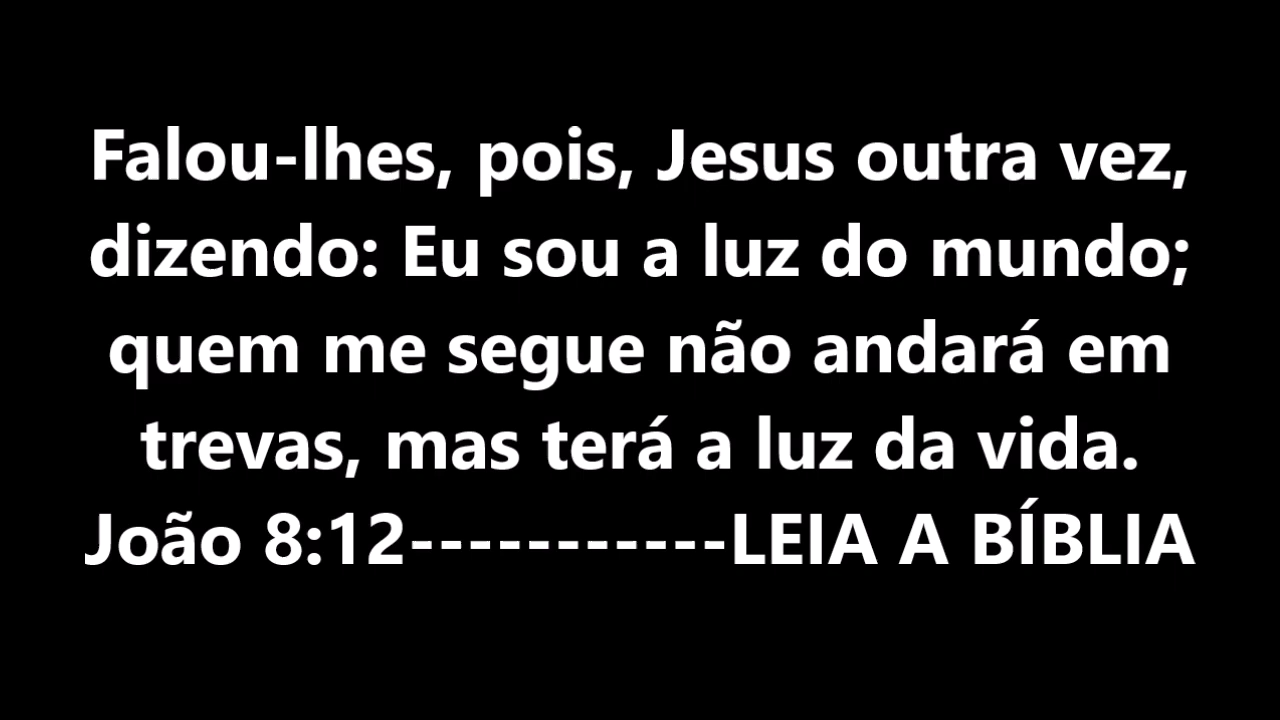 Falou-lhes, pois, Jesus outra vez,
dizendo: Eu sou a luz do mundo;
quem me segue não andará em
trevas, mas terá a luz da vida.
João 8:12-----------LEIA A BÍBLIA